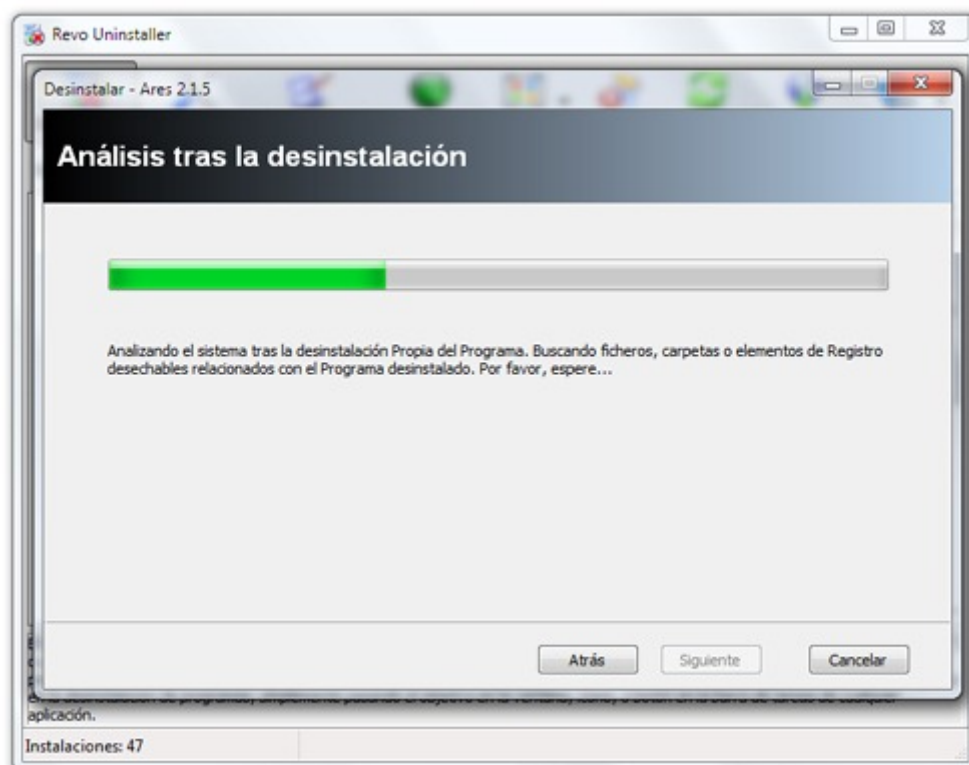 Revo Uninstaller
Desinstalar - Ares 2.1.5
Análisis tras la desinstalación
Analizando el sistema tras la desinstalación Propia del Programa. Buscando ficheros, carpetas o elementos de Registro
desechables relacionados con el Programa desinstalado. Por favor, espere...
Atrás
Siguiente
Cancelar
aplicación.
Instalaciones: 47